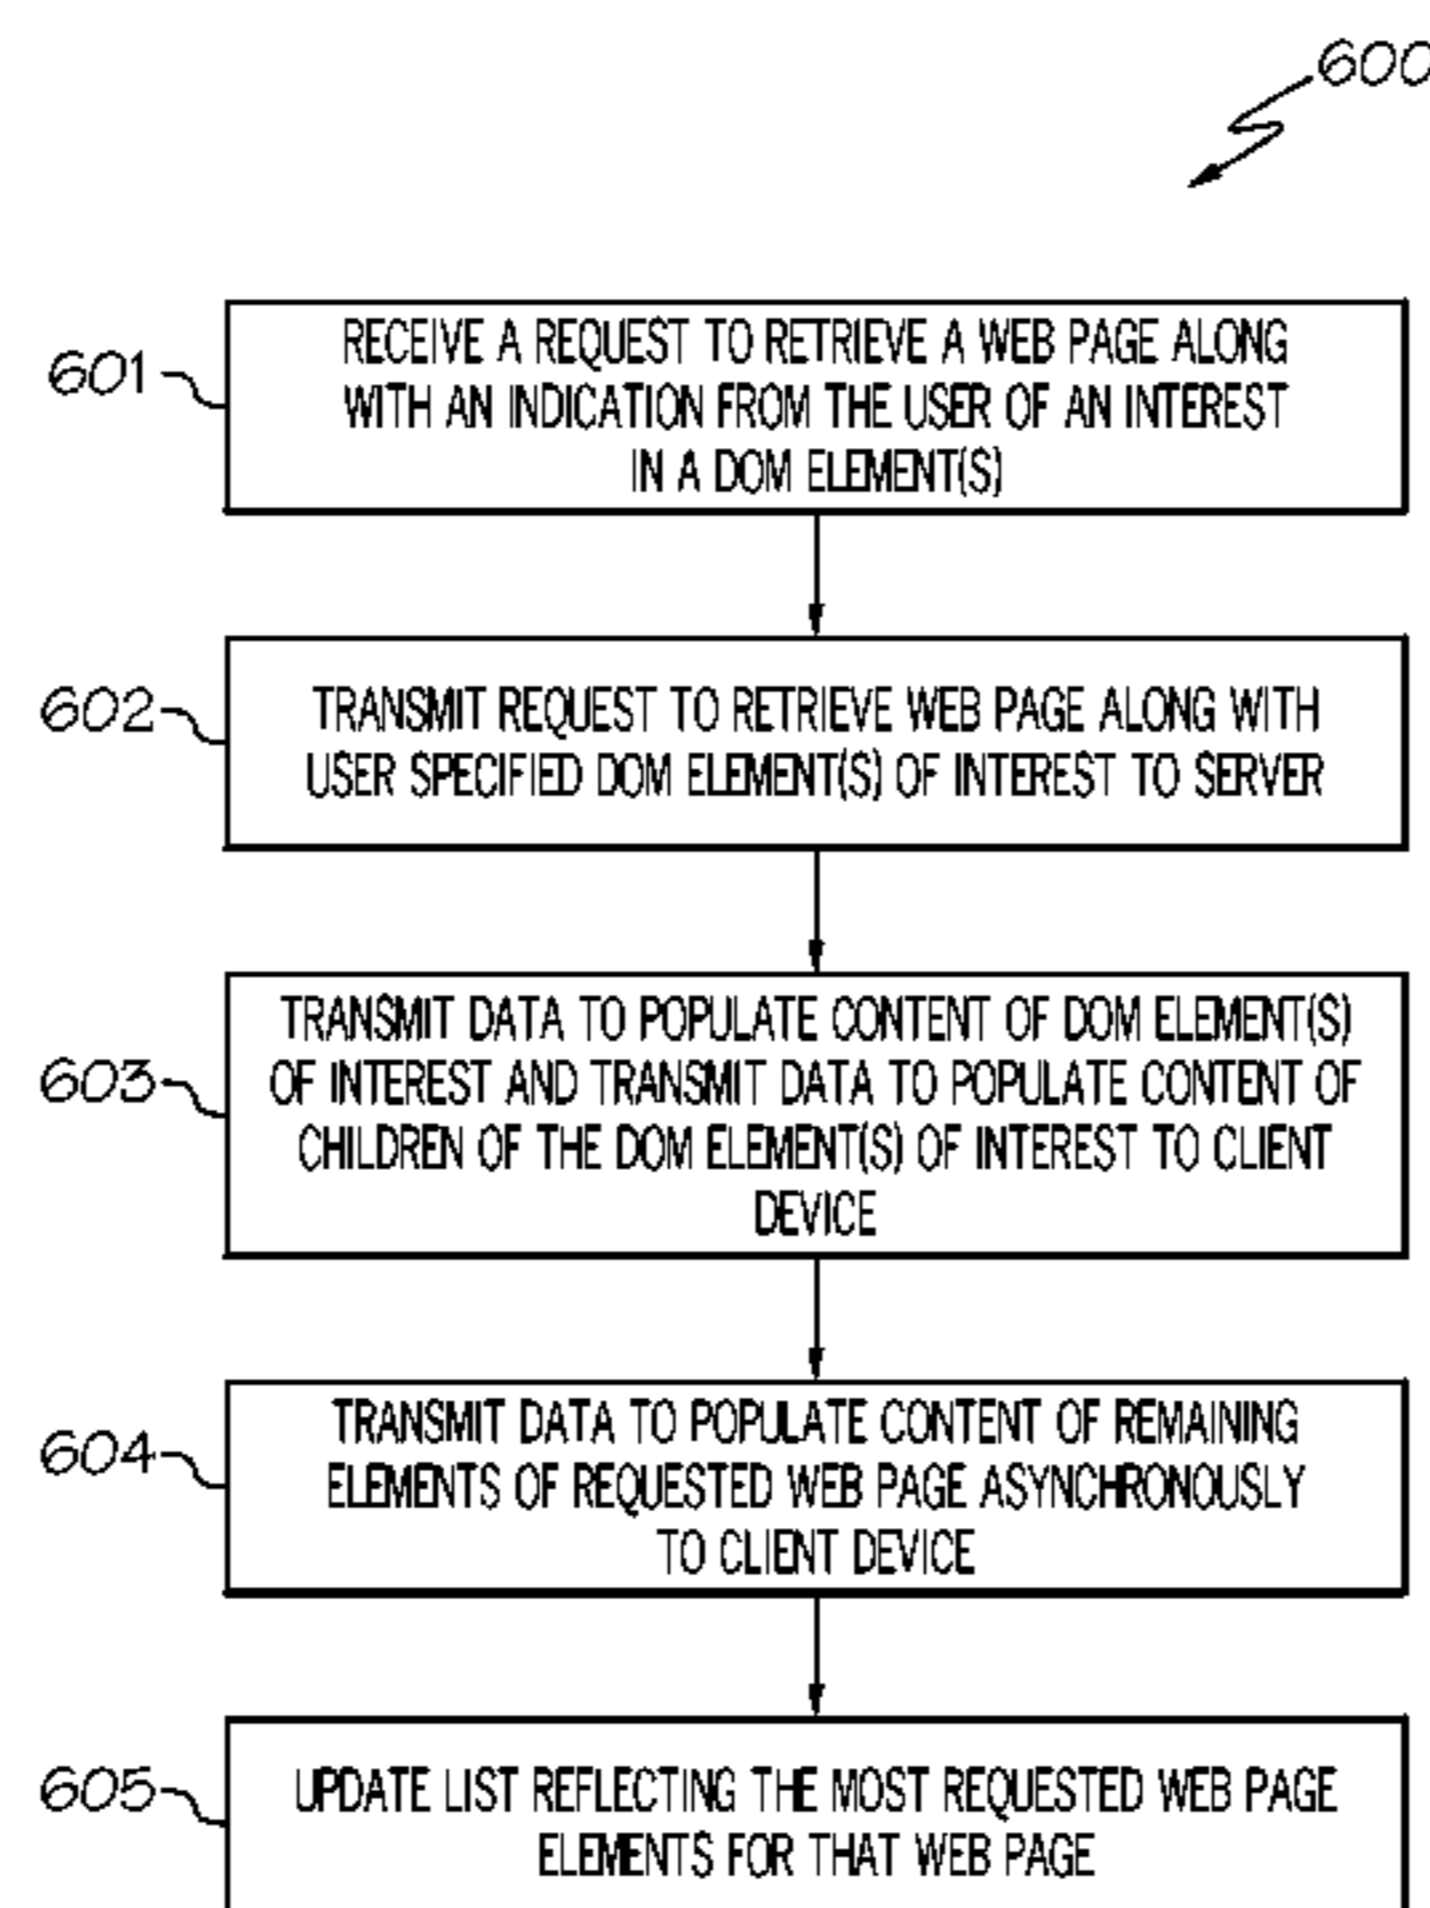 600
601
RECEIVE A REQUEST TO RETRIEVE A WEB PAGE ALONG
WITH AN INDICATION FROM THE USER OF AN INTEREST
IN A DOM ELEMENT(S)
602
TRANSMIT REQUEST TO RETRIEVE WEB PAGE ALONG WITH
USER SPECIFIED DOM ELEMENT(S) OF INTEREST TO SERVER
603
TRANSMIT DATA TO POPULATE CONTENT OF DOM ELEMENT(S)
OF INTEREST AND TRANSMIT DATA TO POPULATE CONTENT OF
CHILDREN OF THE DOM ELEMENT(S) OF INTEREST TO CLIENT
DEVICE
604
TRANSMIT DATA TO POPULATE CONTENT OF REMAINING
ELEMENTS OF REQUESTED WEB PAGE ASYNCHRONOUSLY
TO CLIENT DEVICE
605
UPDATE LIST REFLECTING THE MOST REQUESTED WEB PAGE
ELEMENTS FOR THAT WEB PAGE